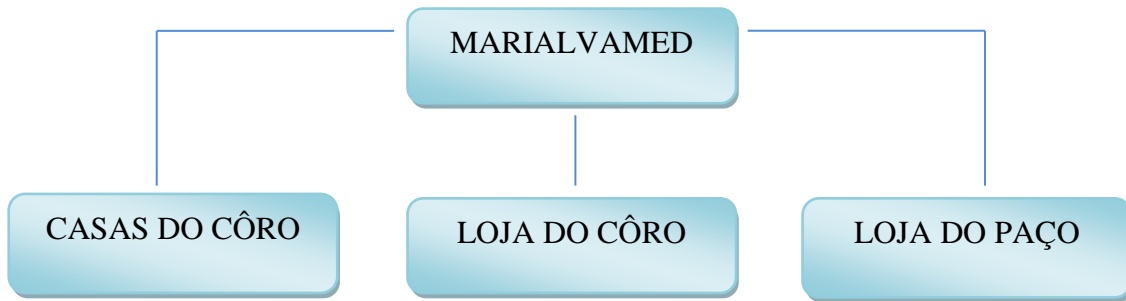 MARIALVAMED
CASAS DO CÔRO
LOJA DO CÔRO
LOJA DO PAÇO